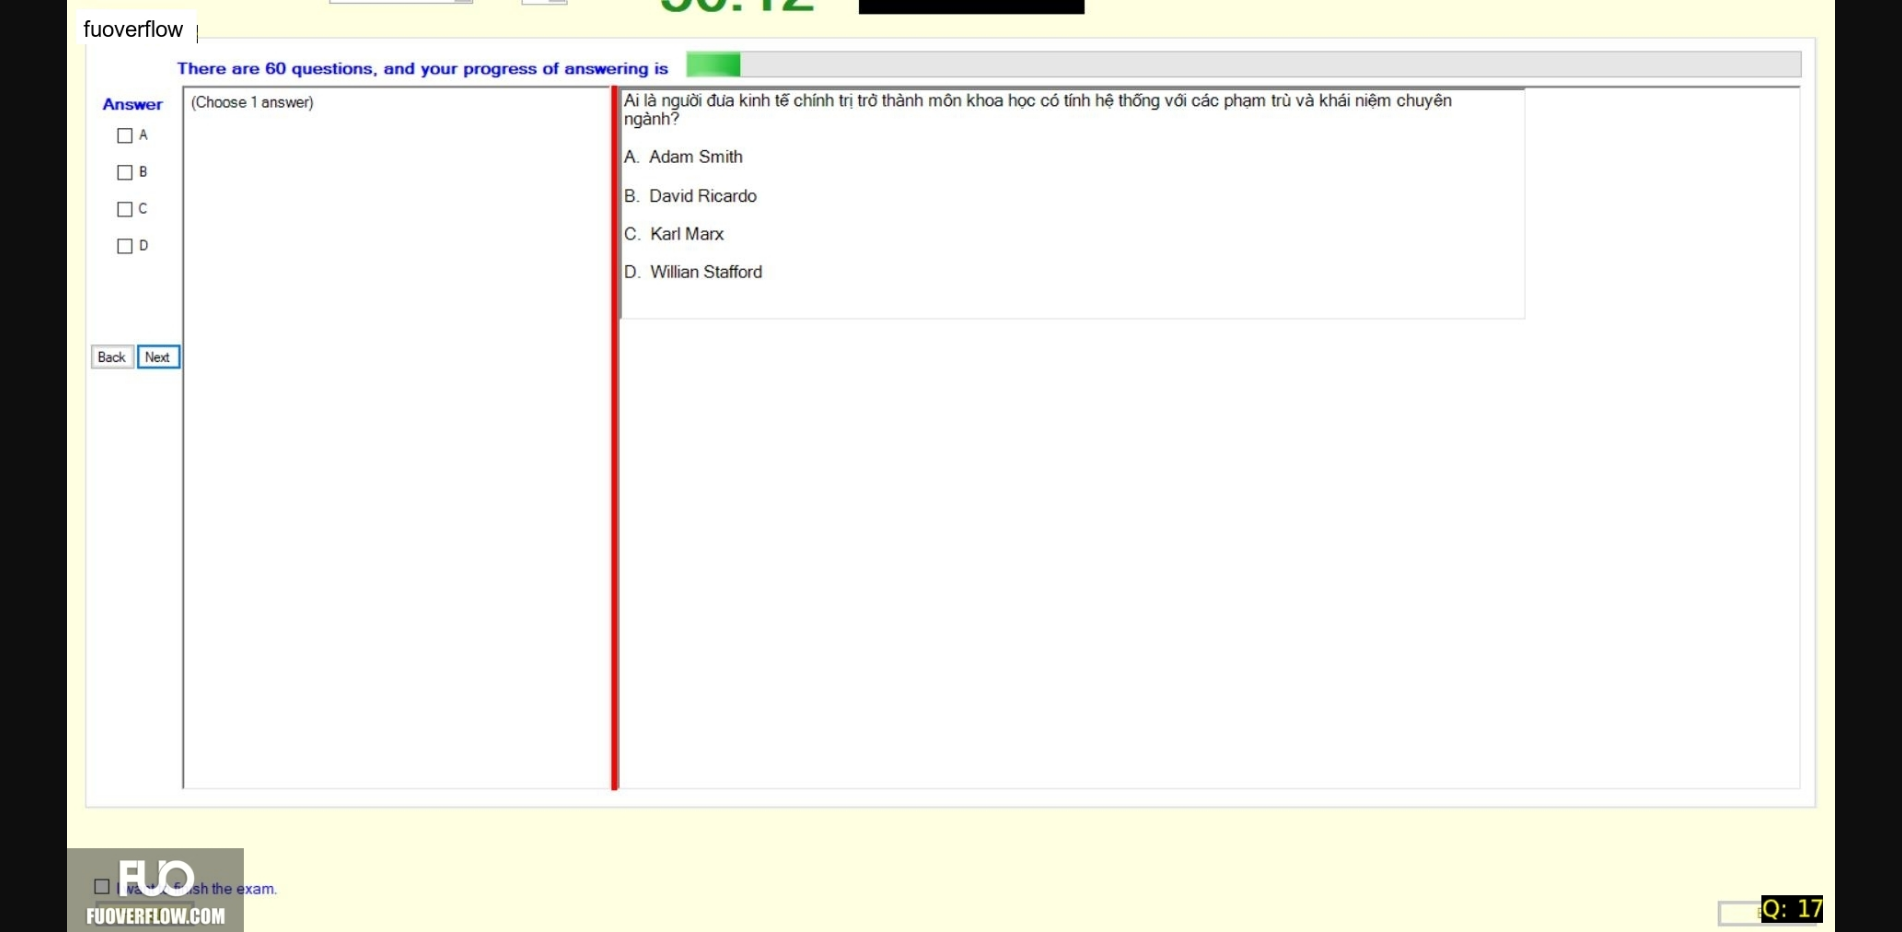 fuoverflow
There are 60 questions, and your progress of answering is
Answer
(Choose 1 answer)
A
B
C
D
Back
Next
Ai là người đưa kinh tế chính trị trở thành môn khoa học có tính hệ thống với các phạm trù và khái niệm chuyên
ngành?
A. Adam Smith
B. David Ricardo
C. Karl Marx
D. Willian Stafford
FUO
finish the exam.
FUOVERFLOW.COM
Q: 17